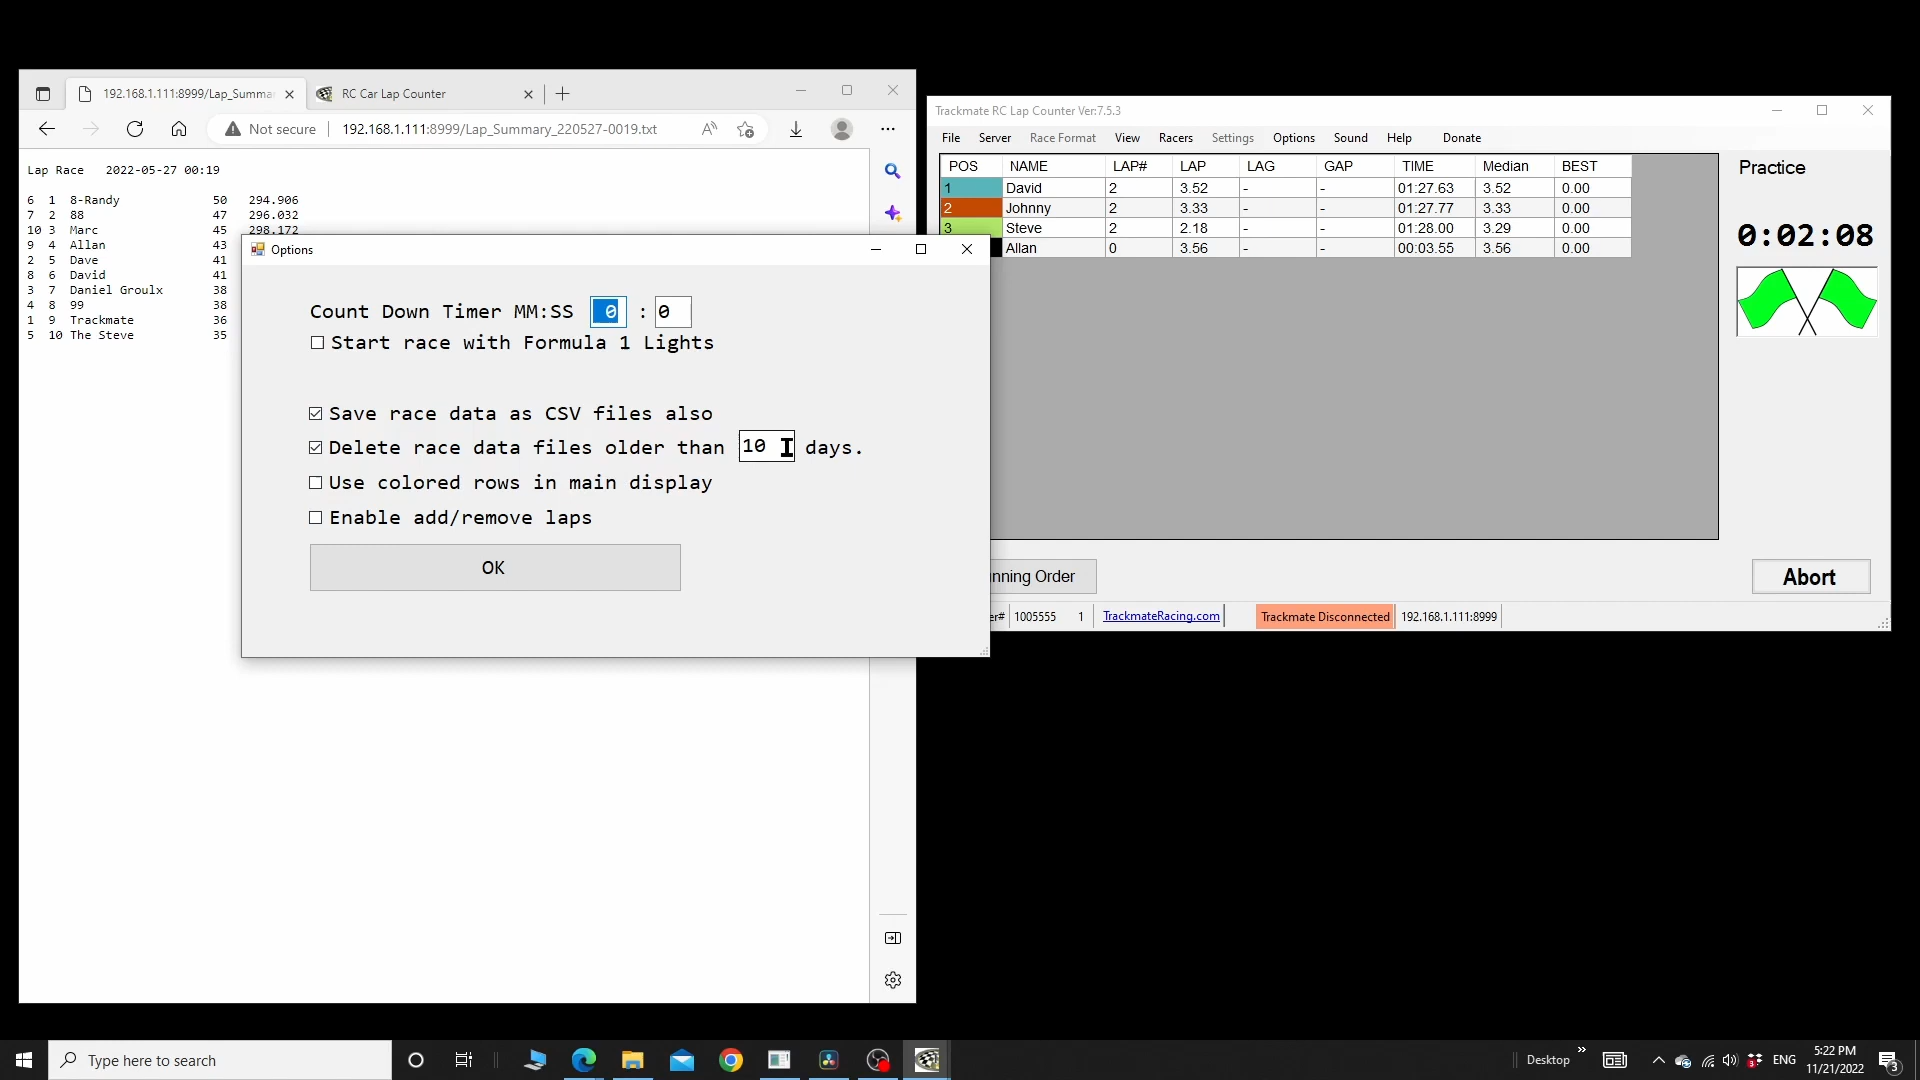 192.168.1.111:8999/Lap_Summa
RC Car Lap Counter
Not secure
192.168.1.111:8999/Lap_Summary_220527-0019.txt
Lap Race 2022-05-27 00:19
6 1 8-Randy 50 294.906
7 2 88 47 296.032
10 3 Marc 45 298.172
9 4 Allan 43
2 5 Dave 41
8 6 David 41
3 7 Daniel Groulx 38
4 8 99 38
1 9 Trackmate 36
5 10 The Steve 35
Options
Count Down Timer MM:SS 0 : 0
Start race with Formula 1 Lights
Save race data as CSV files also
Delete race data files older than 10 days.
Use colored rows in main display
Enable add/remove laps
OK
Trackmate RC Lap Counter Ver:7.5.3
File Server Race Format View Racers Settings Options Sound Help Donate
POS NAME LAP# LAP LAG GAP TIME Median BEST
1 David 2 3.52 - - 01:27.63 3.52 0.00
2 Johnny 2 3.33 - - 01:27.77 3.33 0.00
3 Steve 2 2.18 - - 01:28.00 3.29 0.00
Allan 0 3.56 - - 00:03.55 3.56 0.00
Practice
0:02:08
nning Order
Abort
er# 1005555 1 TrackmateRacing.com Trackmate Disconnected 192.168.1.111:8999
Type here to search
Desktop
ENG
5:22 PM
11/21/2022
3